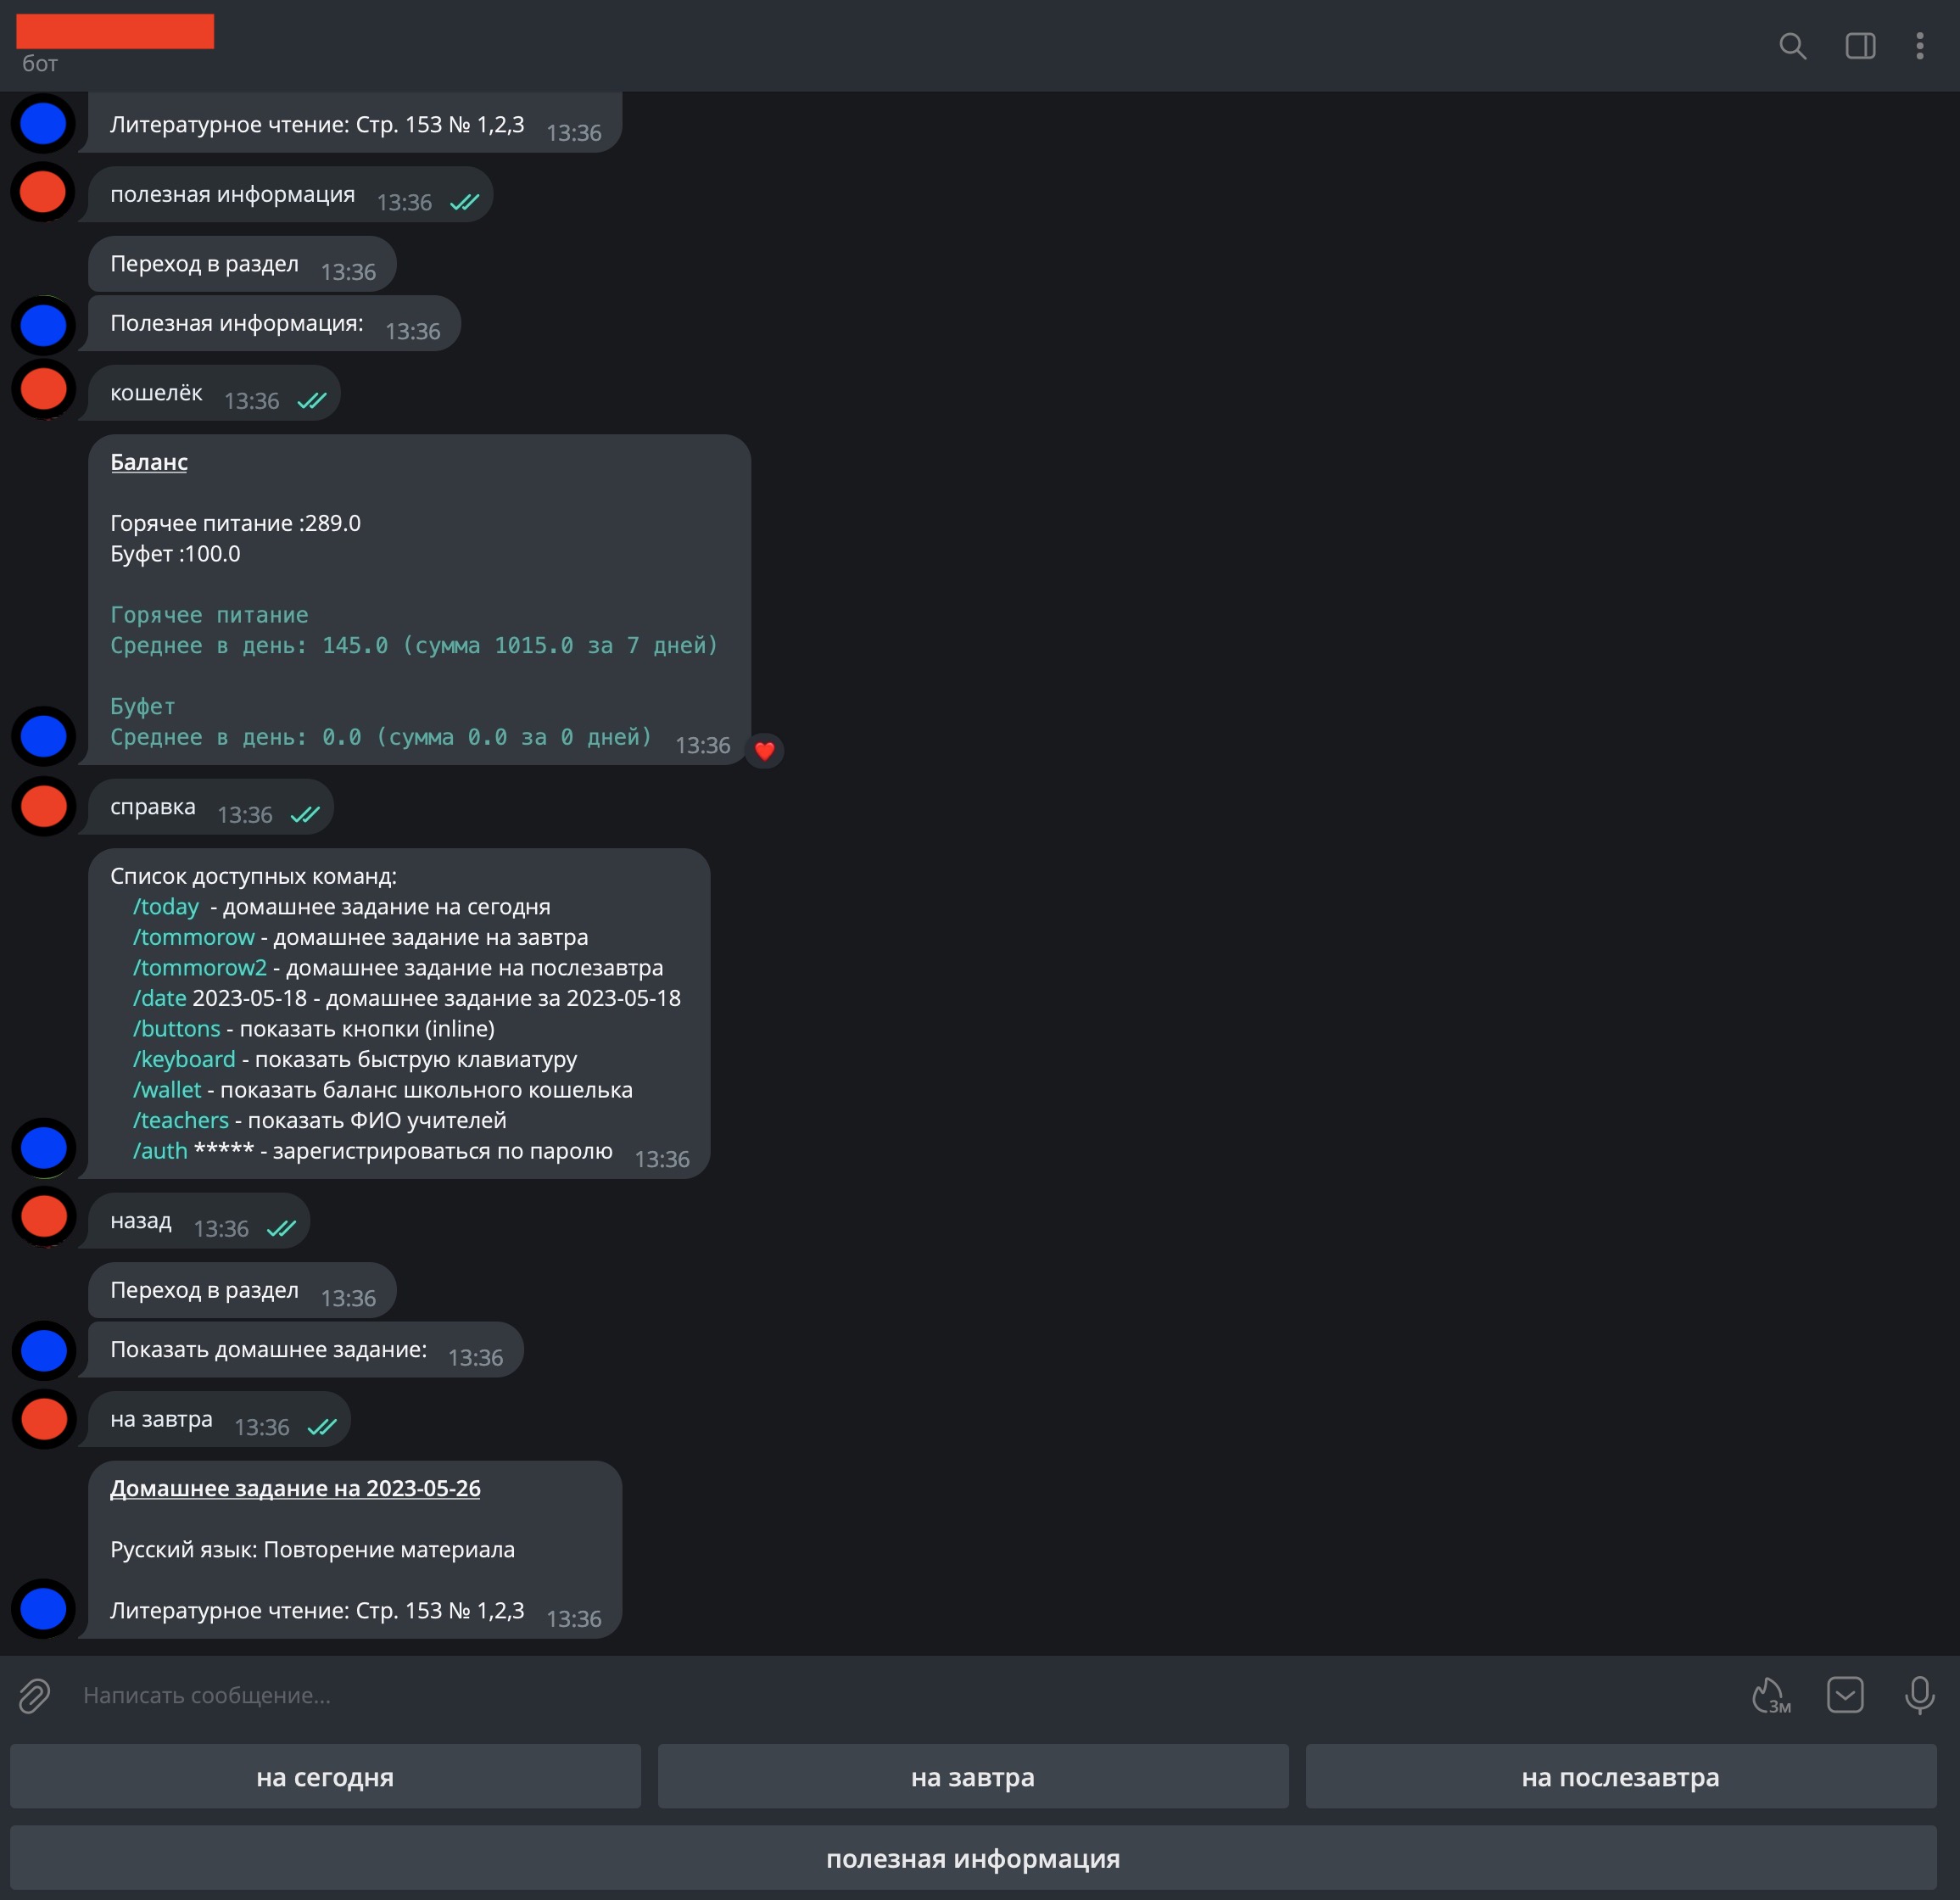 бот
Литературное чтение: Стр. 153 № 1,2,3 13:36
полезная информация 13:36
Переход в раздел 13:36
Полезная информация: 13:36
кошелёк 13:36
Баланс
Горячее питание :289.0
Буфет :100.0
Горячее питание
Среднее в день: 145.0 (сумма 1015.0 за 7 дней)
Буфет
Среднее в день: 0.0 (сумма 0.0 за 0 дней) 13:36
справка 13:36
Список доступных команд:
/today - домашнее задание на сегодня
/tommorow - домашнее задание на завтра
/tommorow2 - домашнее задание на послезавтра
/date 2023-05-18 - домашнее задание за 2023-05-18
/buttons - показать кнопки (inline)
/keyboard - показать быструю клавиатуру
/wallet - показать баланс школьного кошелька
/teachers - показать ФИО учителей
/auth ***** - зарегистрироваться по паролю 13:36
назад 13:36
Переход в раздел 13:36
Показать домашнее задание: 13:36
на завтра 13:36
Домашнее задание на 2023-05-26
Русский язык: Повторение материала
Литературное чтение: Стр. 153 № 1,2,3 13:36
Написать сообщение...
3м
на сегодня
на завтра
на послезавтра
полезная информация